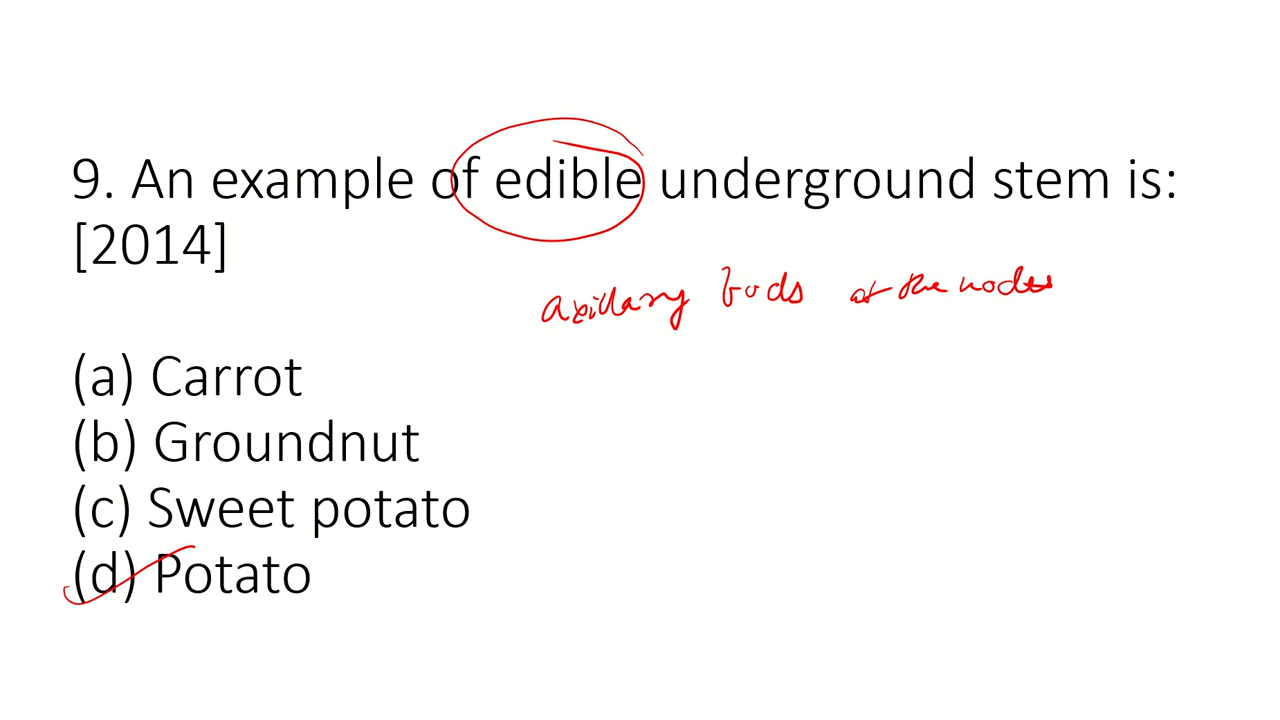 9. An example of edible underground stem is:
[2014]
axillary buds at the nodes
(a) Carrot
(b) Groundnut
(c) Sweet potato
(d) Potato